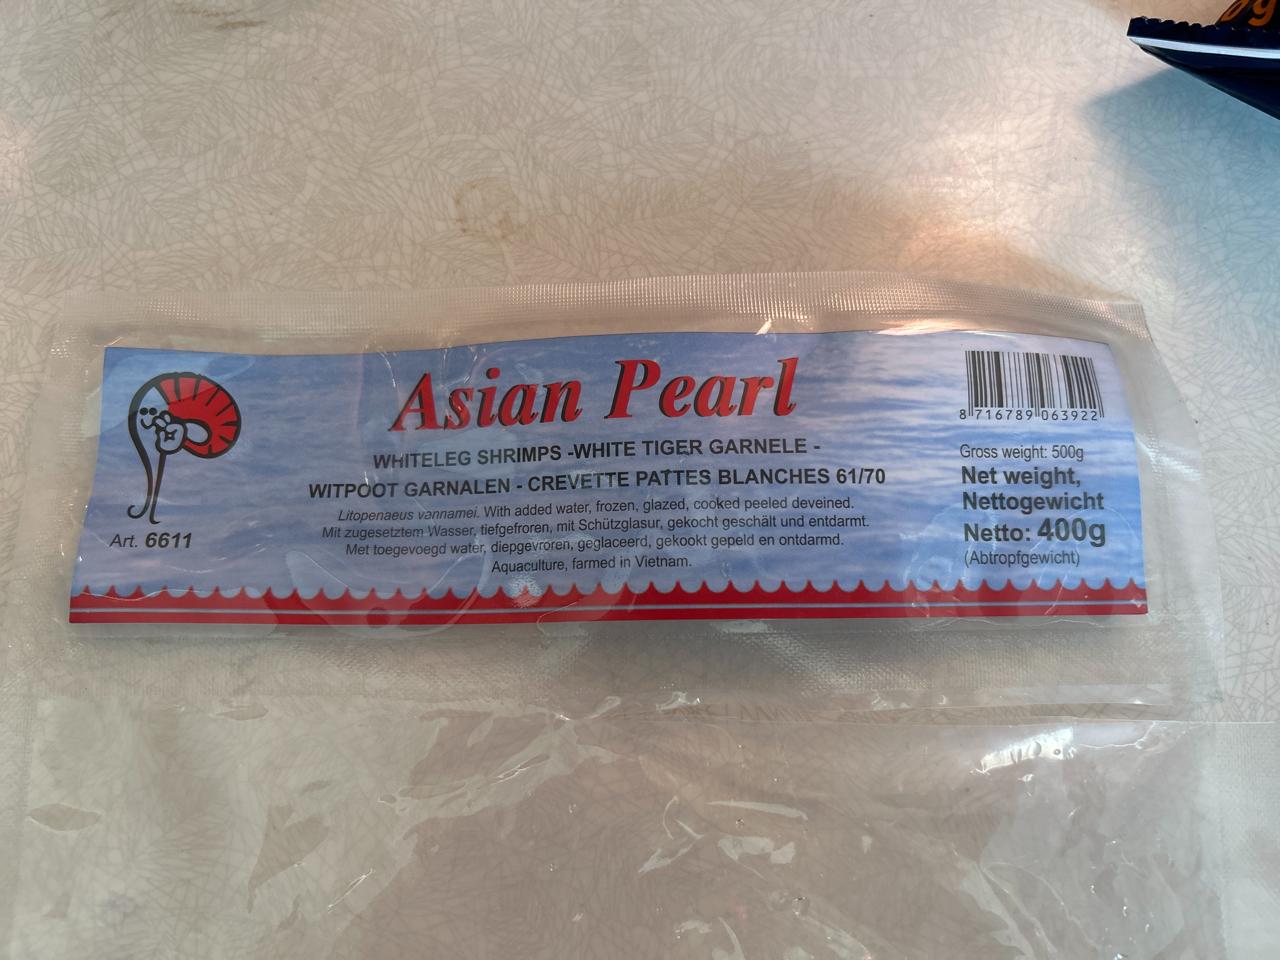 Asian Pearl
WHITELEG SHRIMPS -WHITE TIGER GARNELE -
WITPOOT GARNALEN - CREVETTE PATTES BLANCHES 61/70
Litopenaeus vannamei. With added water, frozen, glazed, cooked peeled deveined.
Mit zugesetztem Wasser, tiefgefroren, mit Schützglasur, gekocht geschält und entdarmt.
Met toegevoegd water, diepgevroren, geglaceerd, gekookt gepeld en ontdarmd.
Aquaculture, farmed in Vietnam.
Art. 6611
8 716789 063922
Gross weight: 500g
Net weight,
Nettogewicht
Netto: 400g
(Abtropfgewicht)